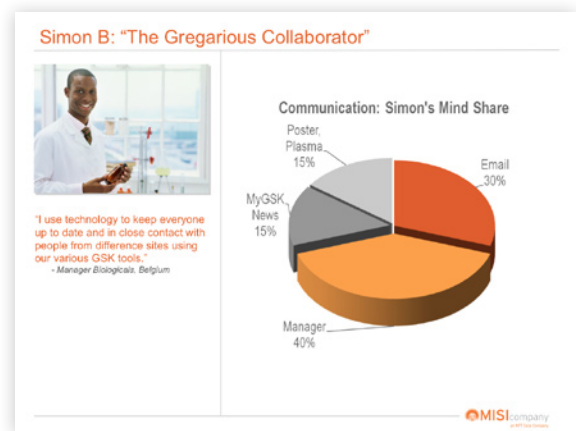 Simon B: “The Gregarious Collaborator”
Communication: Simon's Mind Share
Poster,
Plasma
15%
Email
30%
MyGSK
News
15%
Manager
40%
“I use technology to keep everyone
up to date and in close contact with
people from difference sites using
our various GSK tools.”
- Manager Biologicals, Belgium
MISI company